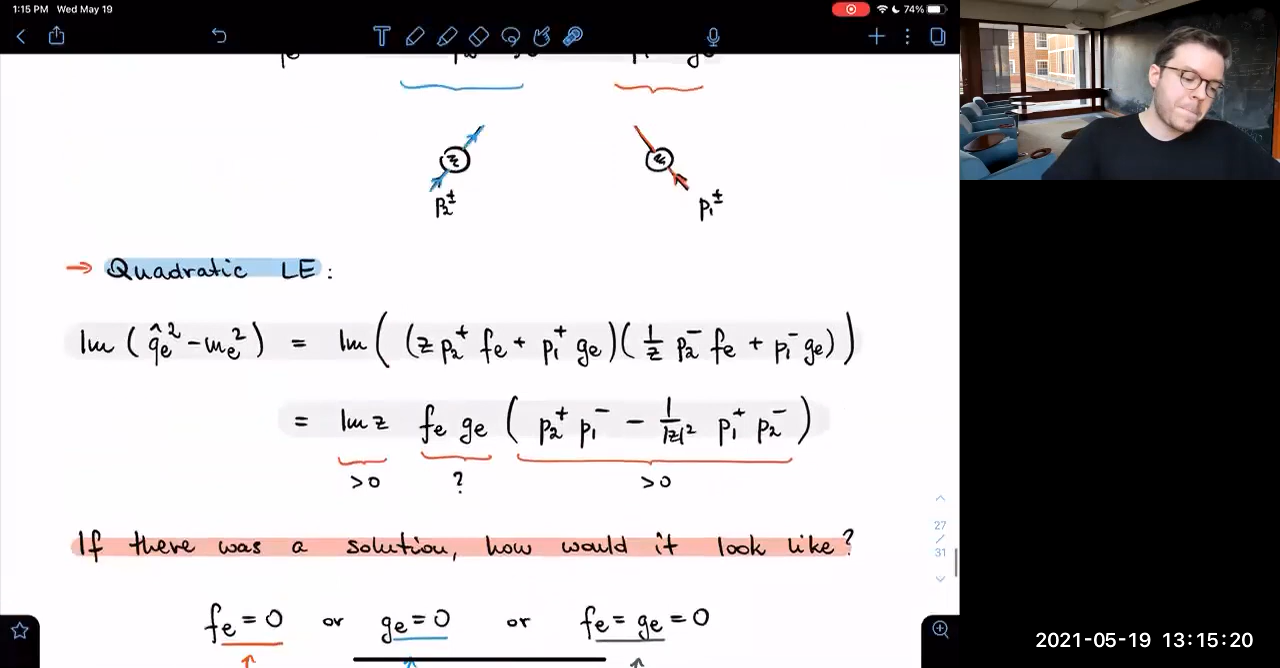 1:15 PM Wed May 19
74%
p₂± p₁±
→ Quadratic LE:
Im ( q̂ₑ² − mₑ² ) = Im ( (z p₂⁺ fₑ + p₁⁺ gₑ)(1/z p₂⁻ fₑ + p₁⁻ gₑ) )
= Im z fₑ gₑ ( p₂⁺ p₁⁻ − 1/|z|² p₁⁺ p₂⁻ )
>0 ? >0
27
/
31
If there was a solution, how would it look like?
fₑ = 0 or gₑ = 0 or fₑ = gₑ = 0
2021-05-19 13:15:20